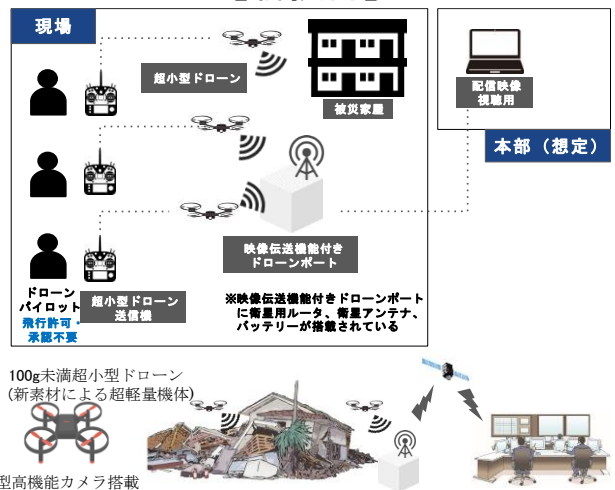 現場
超小型ドローン
被災家屋
配信映像
視聴用
本部（想定）
映像伝送機能付き
ドローンポート
ドローン
パイロット
飛行許可・
承認不要
超小型ドローン
送信機
※映像伝送機能付きドローンポート
に衛星用ルータ、衛星アンテナ、
バッテリーが搭載されている
100g未満超小型ドローン
(新素材による超軽量機体)
型高機能カメラ搭載